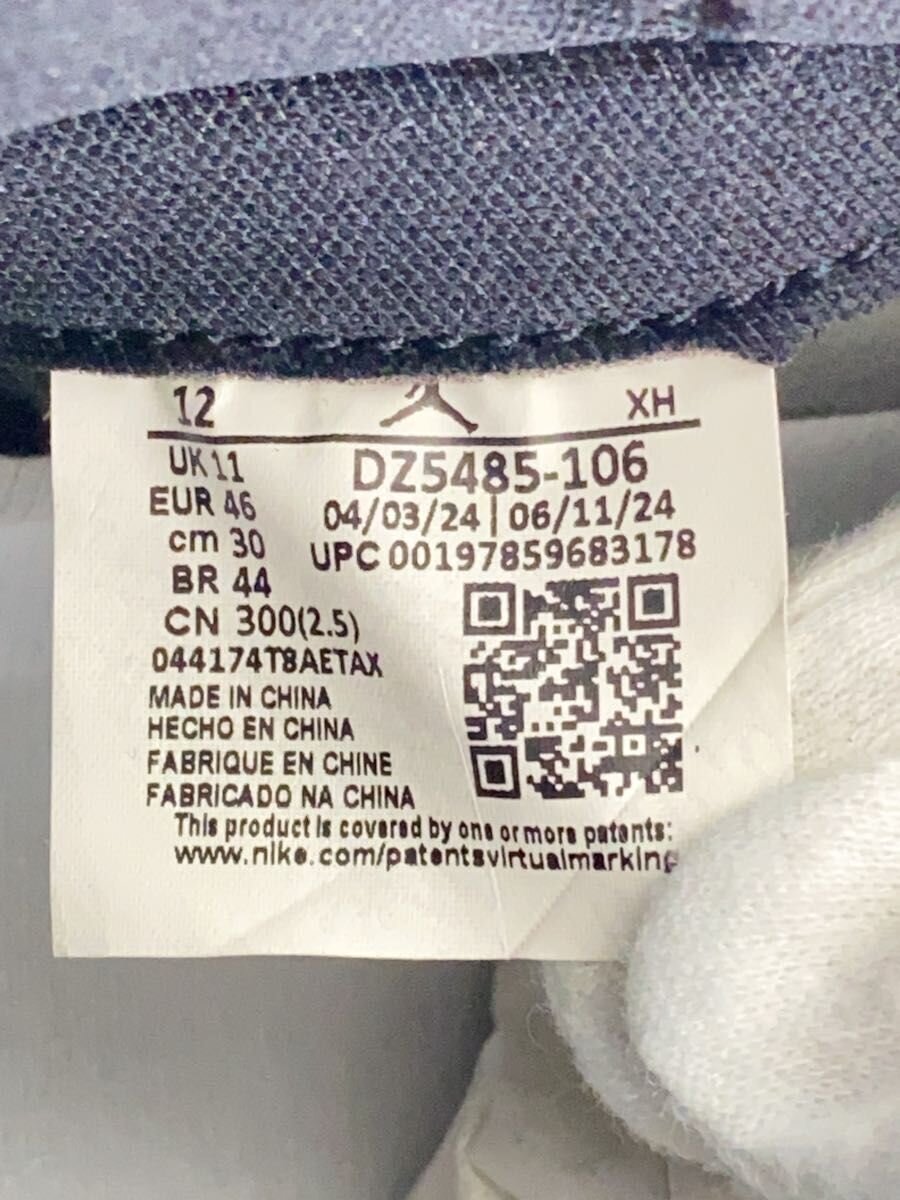 12 XH
UK 11 DZ5485-106
EUR 46 04/03/24 | 06/11/24
cm 30 UPC 00197859683178
BR 44
CN 300(2.5)
044174T8AETAX
MADE IN CHINA
HECHO EN CHINA
FABRIQUE EN CHINE
FABRICADO NA CHINA
This product is covered by one or more patents:
www.nike.com/patentsvirtualmarking